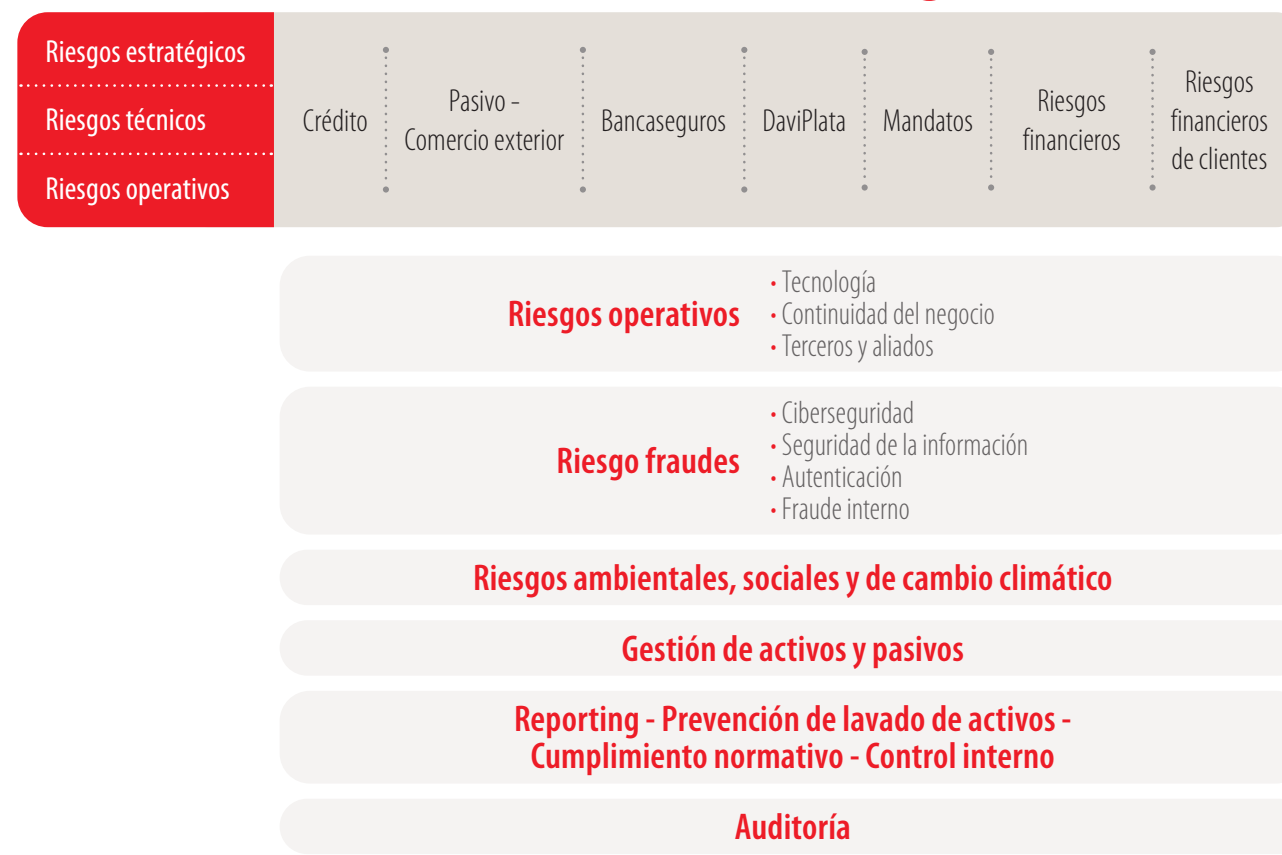 Riesgos estratégicos
Riesgos técnicos
Riesgos operativos
Crédito
Pasivo -
Comercio exterior
Bancaseguros
DaviPlata
Mandatos
Riesgos
financieros
Riesgos
financieros
de clientes
Riesgos operativos
• Tecnología
• Continuidad del negocio
• Terceros y aliados
Riesgo fraudes
• Ciberseguridad
• Seguridad de la información
• Autenticación
• Fraude interno
Riesgos ambientales, sociales y de cambio climático
Gestión de activos y pasivos
Reporting - Prevención de lavado de activos -
Cumplimiento normativo - Control interno
Auditoría